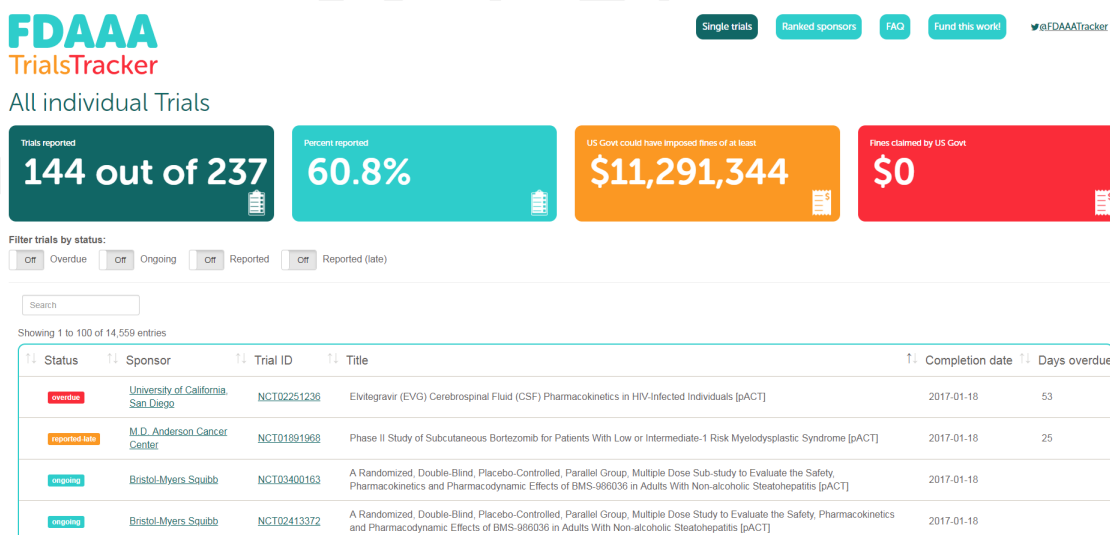 FDAAA
TrialsTracker
Single trials
Ranked sponsors
FAQ
Fund this work!
@FDAAATracker
All individual Trials
Trials reported
144 out of 237
Percent reported
60.8%
US Govt could have imposed fines of at least
$11,291,344
Fines claimed by US Govt
$0
Filter trials by status:
Off Overdue Off Ongoing Off Reported Off Reported (late)
Search
Showing 1 to 100 of 14,559 entries
Status Sponsor Trial ID Title Completion date Days overdue
overdue University of California, San Diego NCT02251236 Elvitegravir (EVG) Cerebrospinal Fluid (CSF) Pharmacokinetics in HIV-Infected Individuals [pACT] 2017-01-18 53
reported-late M.D. Anderson Cancer Center NCT01891968 Phase II Study of Subcutaneous Bortezomib for Patients With Low or Intermediate-1 Risk Myelodysplastic Syndrome [pACT] 2017-01-18 25
ongoing Bristol-Myers Squibb NCT03400163 A Randomized, Double-Blind, Placebo-Controlled, Parallel Group, Multiple Dose Sub-study to Evaluate the Safety,
Pharmacokinetics and Pharmacodynamic Effects of BMS-986036 in Adults With Non-alcoholic Steatohepatitis [pACT] 2017-01-18
ongoing Bristol-Myers Squibb NCT02413372 A Randomized, Double-Blind, Placebo-Controlled, Parallel Group, Multiple Dose Study to Evaluate the Safety, Pharmacokinetics
and Pharmacodynamic Effects of BMS-986036 in Adults With Non-alcoholic Steatohepatitis [pACT] 2017-01-18